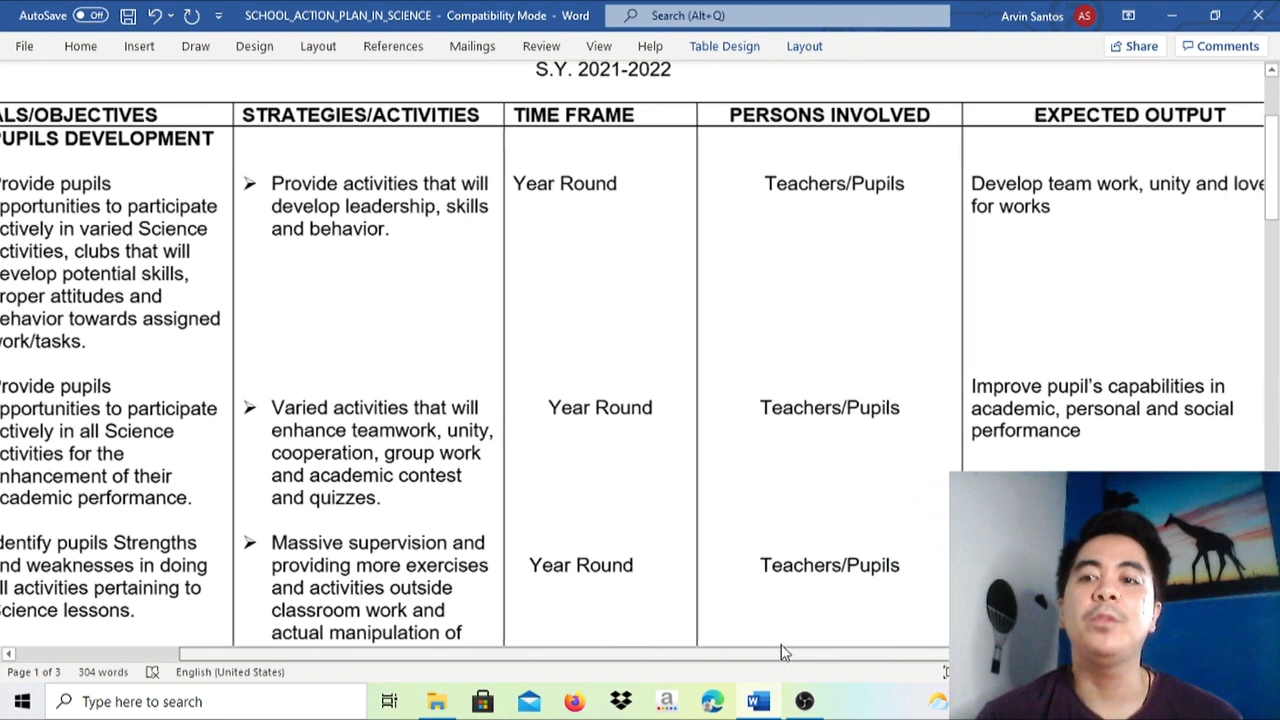 AutoSave Off SCHOOL_ACTION_PLAN_IN_SCIENCE - Compatibility Mode - Word Search (Alt+Q) Arvin Santos AS
File Home Insert Draw Design Layout References Mailings Review View Help Table Design Layout Share Comments
S.Y. 2021-2022
ALS/OBJECTIVES STRATEGIES/ACTIVITIES TIME FRAME PERSONS INVOLVED EXPECTED OUTPUT
PUPILS DEVELOPMENT
rovide pupils
pportunities to participate
ctively in varied Science
ctivities, clubs that will
evelop potential skills,
roper attitudes and
ehavior towards assigned
ork/tasks.
➢ Provide activities that will
develop leadership, skills
and behavior.
Year Round
Teachers/Pupils
Develop team work, unity and love
for works
rovide pupils
pportunities to participate
ctively in all Science
ctivities for the
nhancement of their
cademic performance.
➢ Varied activities that will
enhance teamwork, unity,
cooperation, group work
and academic contest
and quizzes.
Year Round
Teachers/Pupils
Improve pupil's capabilities in
academic, personal and social
performance
dentify pupils Strengths
nd weaknesses in doing
ll activities pertaining to
cience lessons.
➢ Massive supervision and
providing more exercises
and activities outside
classroom work and
actual manipulation of
Year Round
Teachers/Pupils
Page 1 of 3 304 words English (United States)
Type here to search